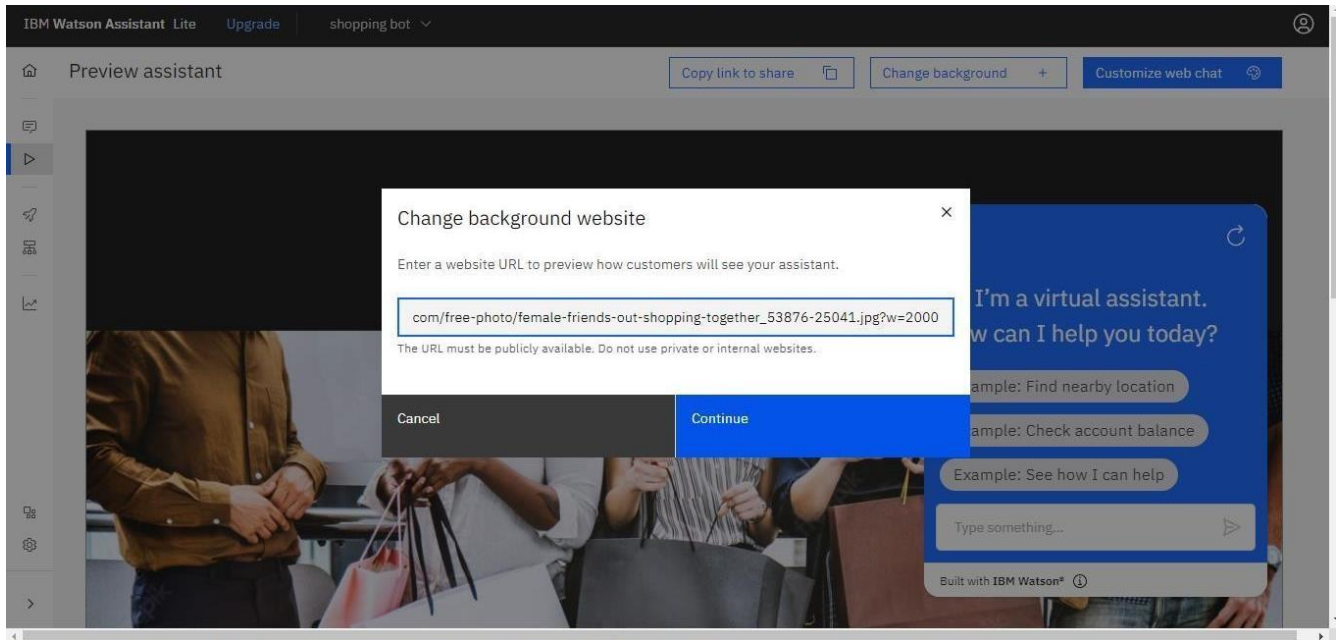 IBM Watson Assistant Lite Upgrade shopping bot
Preview assistant
Copy link to share
Change background +
Customize web chat
Change background website
Enter a website URL to preview how customers will see your assistant.
com/free-photo/female-friends-out-shopping-together_53876-25041.jpg?w=2000
The URL must be publicly available. Do not use private or internal websites.
Cancel
Continue
I'm a virtual assistant.
w can I help you today?
ample: Find nearby location
ample: Check account balance
Example: See how I can help
Type something...
Built with IBM Watson®